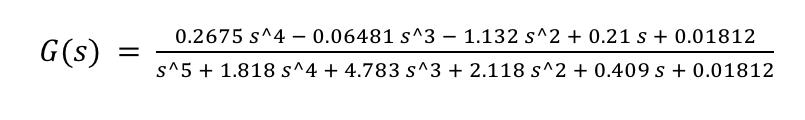 G(s) = 0.2675 s^4 − 0.06481 s^3 − 1.132 s^2 + 0.21 s + 0.01812
s^5 + 1.818 s^4 + 4.783 s^3 + 2.118 s^2 + 0.409 s + 0.01812